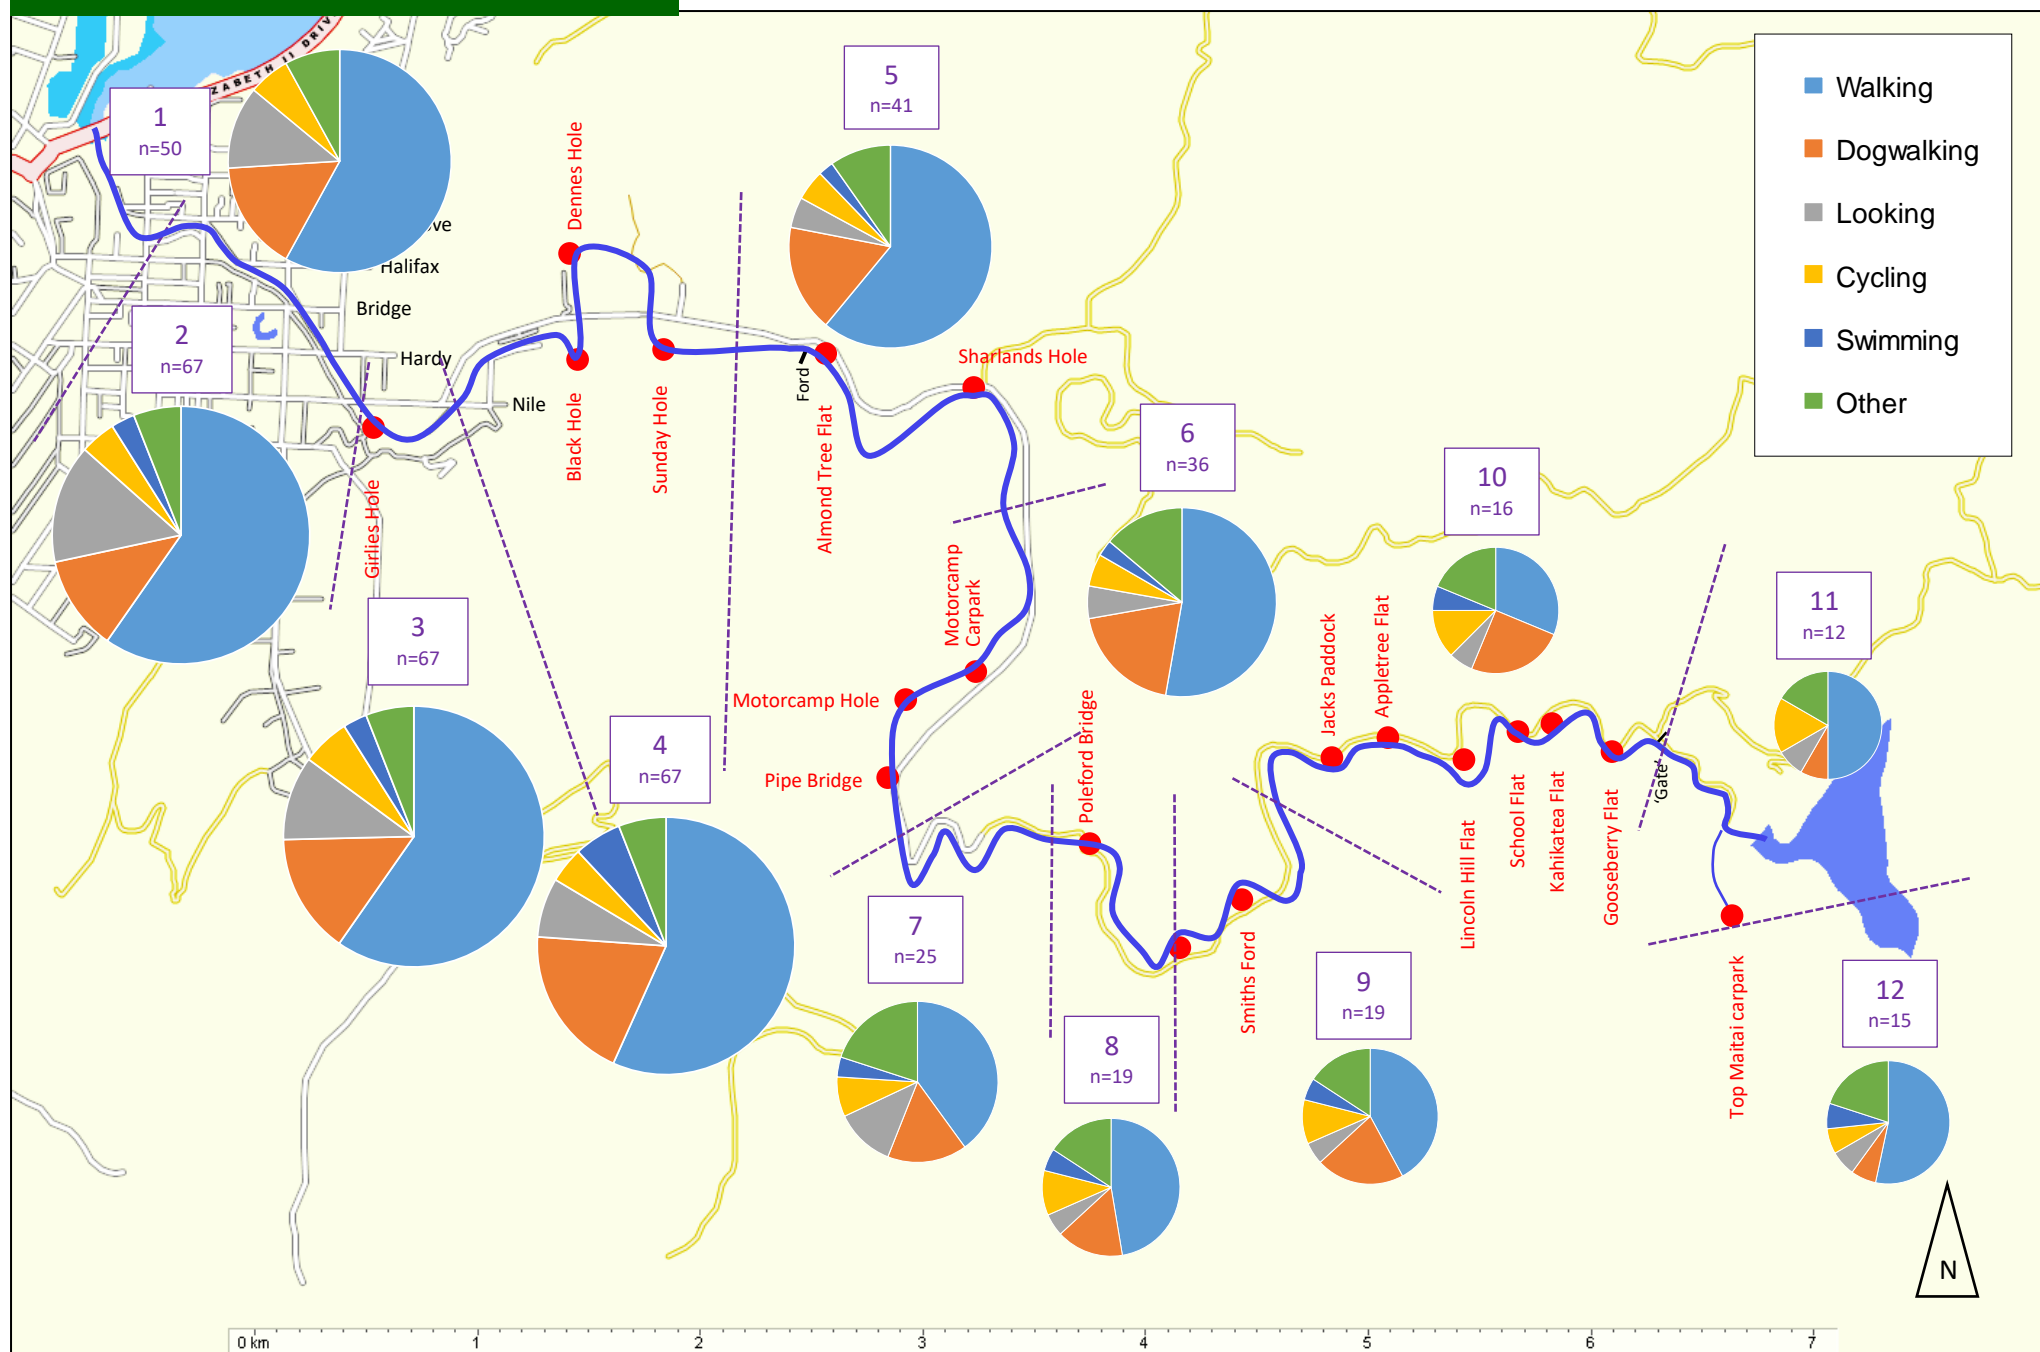 ZASETH II DRIV
1
n=50
ove
Halifax
Bridge
Hardy
Nile
2
n=67
3
n=67
4
n=67
5
n=41
6
n=36
7
n=25
8
n=19
9
n=19
10
n=16
11
n=12
12
n=15
Girlies Hole
Dennes Hole
Black Hole
Sunday Hole
Ford
Almond Tree Flat
Sharlands Hole
Motorcamp
Carpark
Motorcamp Hole
Pipe Bridge
Poleford Bridge
Smiths Ford
Jacks Paddock
Appletree Flat
Lincoln Hill Flat
School Flat
Kahikatea Flat
Gooseberry Flat
'Gate'
Top Maitai carpark
Walking
Dogwalking
Looking
Cycling
Swimming
Other
N
0 km
1
2
3
4
5
6
7